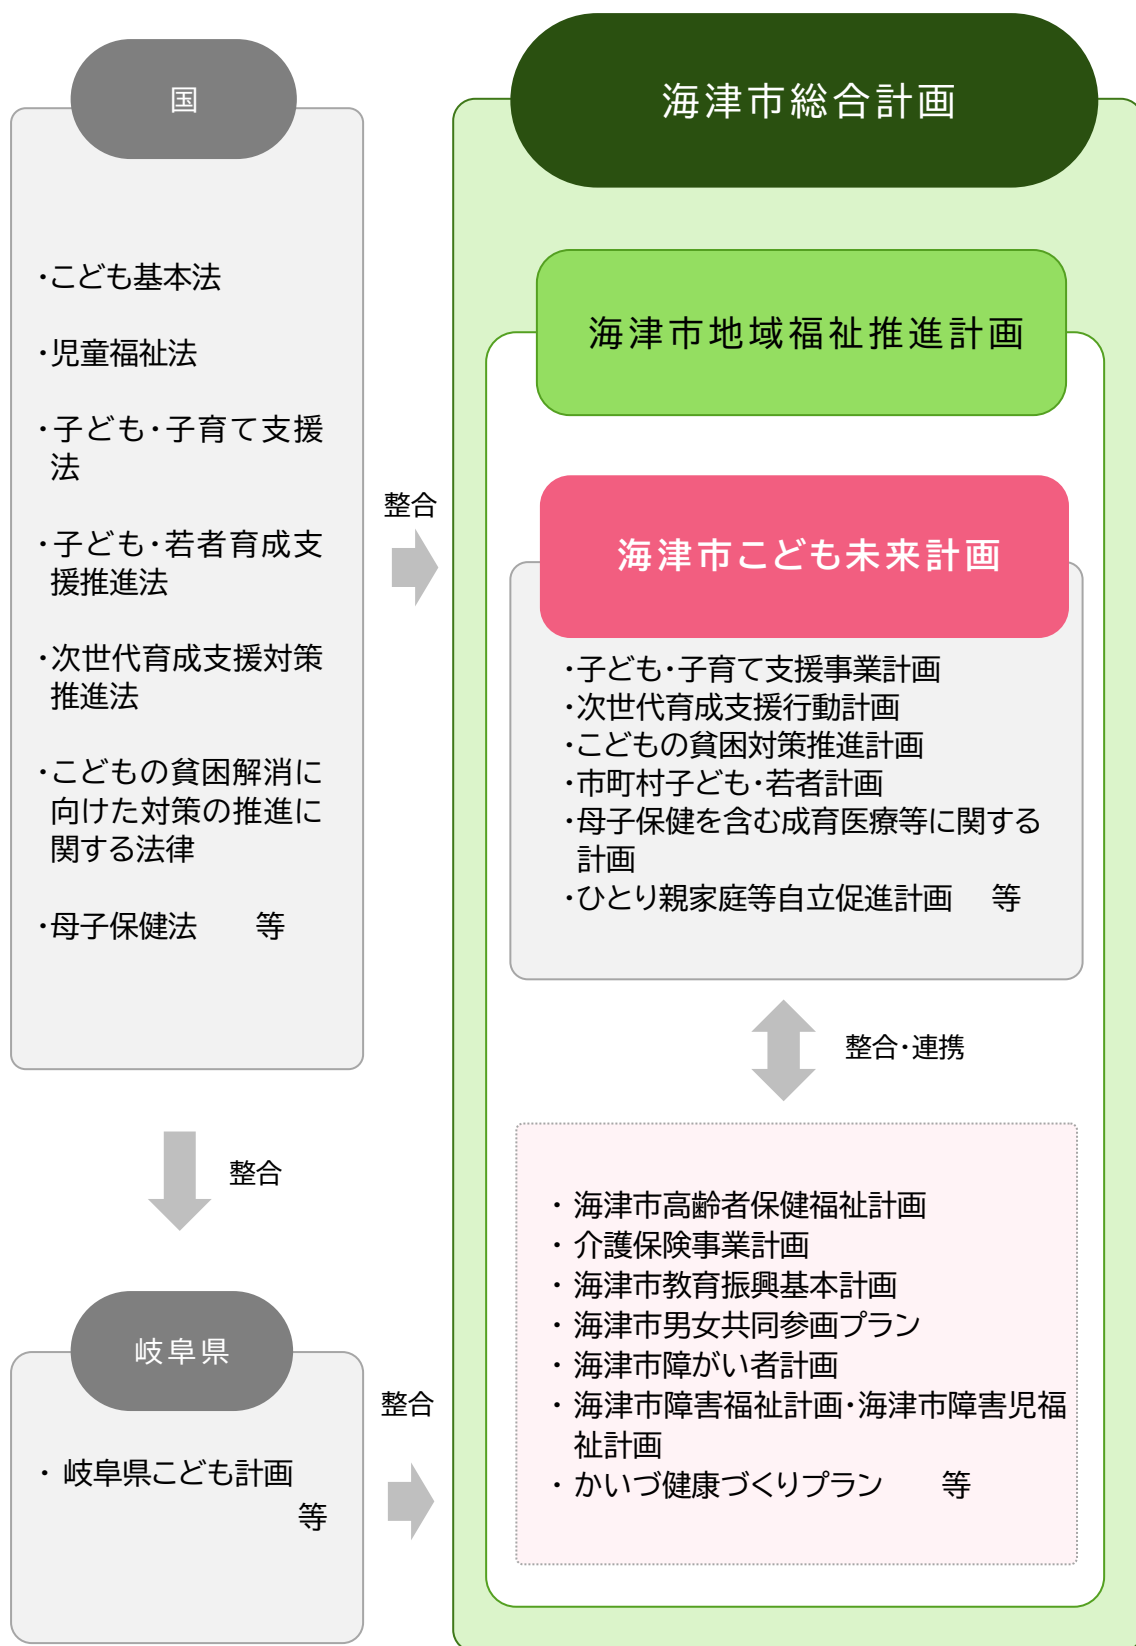 国
・こども基本法
・児童福祉法
・子ども・子育て支援
法
・子ども・若者育成支
援推進法
・次世代育成支援対策
推進法
・こどもの貧困解消に
向けた対策の推進に
関する法律
・母子保健法　　等
整合
岐阜県
・ 岐阜県こども計画
等
整合
整合
海津市総合計画
海津市地域福祉推進計画
海津市こども未来計画
・子ども・子育て支援事業計画
・次世代育成支援行動計画
・こどもの貧困対策推進計画
・市町村子ども・若者計画
・母子保健を含む成育医療等に関する
計画
・ひとり親家庭等自立促進計画　等
整合・連携
・ 海津市高齢者保健福祉計画
・ 介護保険事業計画
・ 海津市教育振興基本計画
・ 海津市男女共同参画プラン
・ 海津市障がい者計画
・ 海津市障害福祉計画・海津市障害児福
祉計画
・ かいづ健康づくりプラン　　等